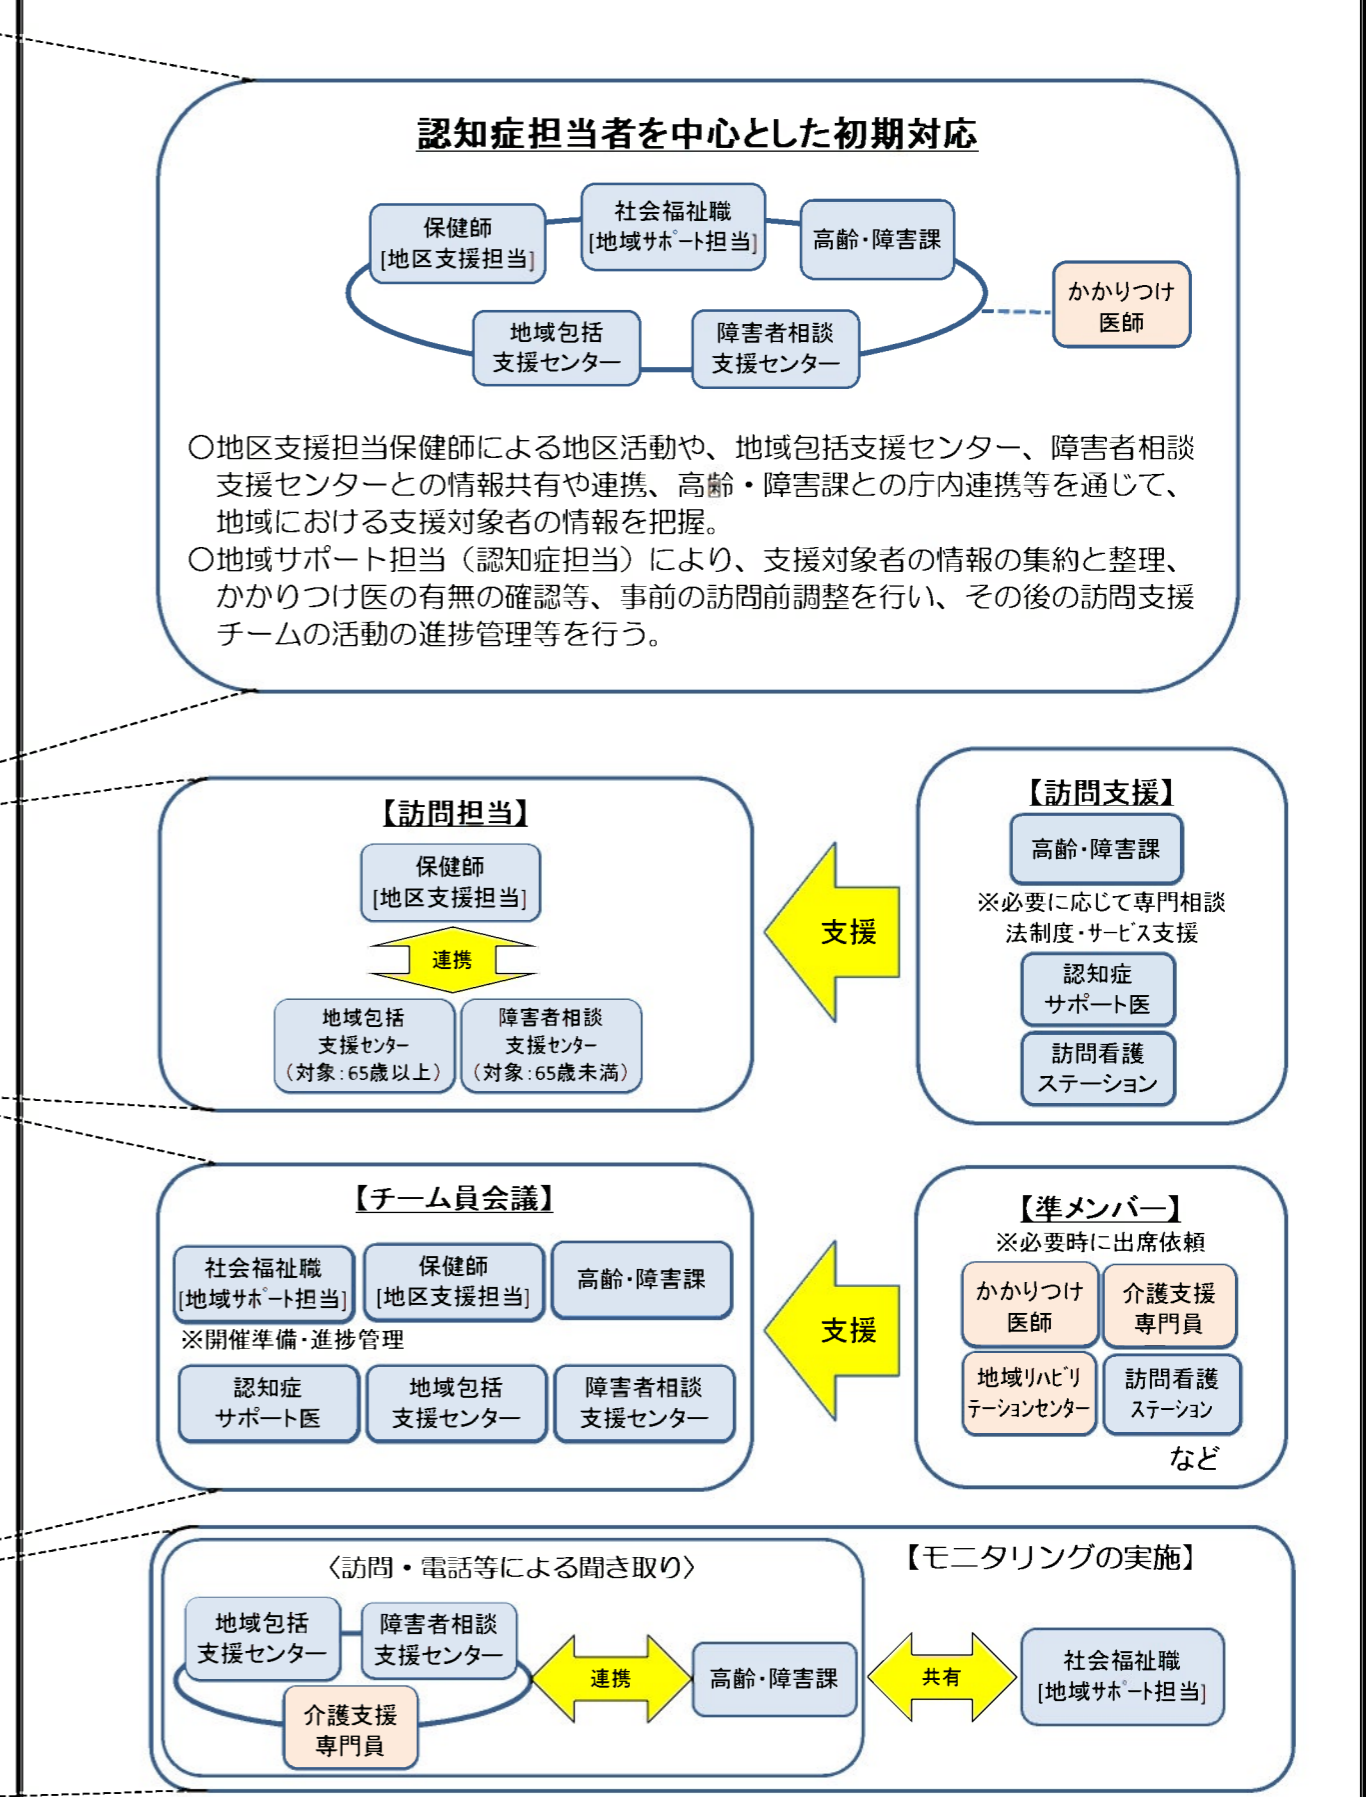 認知症担当者を中心とした初期対応
保健師
[地区支援担当]
社会福祉職
[地域ｻﾎﾟｰﾄ担当]
高齢・障害課
かかりつけ
医師
地域包括
支援センター
障害者相談
支援センター
〇地区支援担当保健師による地区活動や、地域包括支援センター、障害者相談
支援センターとの情報共有や連携、高齢・障害課との庁内連携等を通じて、
地域における支援対象者の情報を把握。
〇地域サポート担当（認知症担当）により、支援対象者の情報の集約と整理、
かかりつけ医の有無の確認等、事前の訪問前調整を行い、その後の訪問支援
チームの活動の進捗管理等を行う。
【訪問担当】
保健師
[地区支援担当]
連携
地域包括
支援ｾﾝﾀｰ
（対象：65歳以上）
障害者相談
支援ｾﾝﾀｰ
（対象：65歳未満）
支援
【訪問支援】
高齢・障害課
※必要に応じて専門相談
法制度・ｻｰﾋﾞｽ支援
認知症
サポート医
訪問看護
ステーション
【チーム員会議】
社会福祉職
[地域ｻﾎﾟｰﾄ担当]
保健師
[地区支援担当]
高齢・障害課
※開催準備・進捗管理
認知症
サポート医
地域包括
支援センター
障害者相談
支援センター
支援
【準メンバー】
※必要時に出席依頼
かかりつけ
医師
介護支援
専門員
地域ﾘﾊﾋﾞﾘ
ﾃｰｼｮﾝｾﾝﾀｰ
訪問看護
ｽﾃｰｼｮﾝ
など
〈訪問・電話等による聞き取り〉
【モニタリングの実施】
地域包括
支援センター
障害者相談
支援センター
介護支援
専門員
連携
高齢・障害課
共有
社会福祉職
[地域ｻﾎﾟｰﾄ担当]